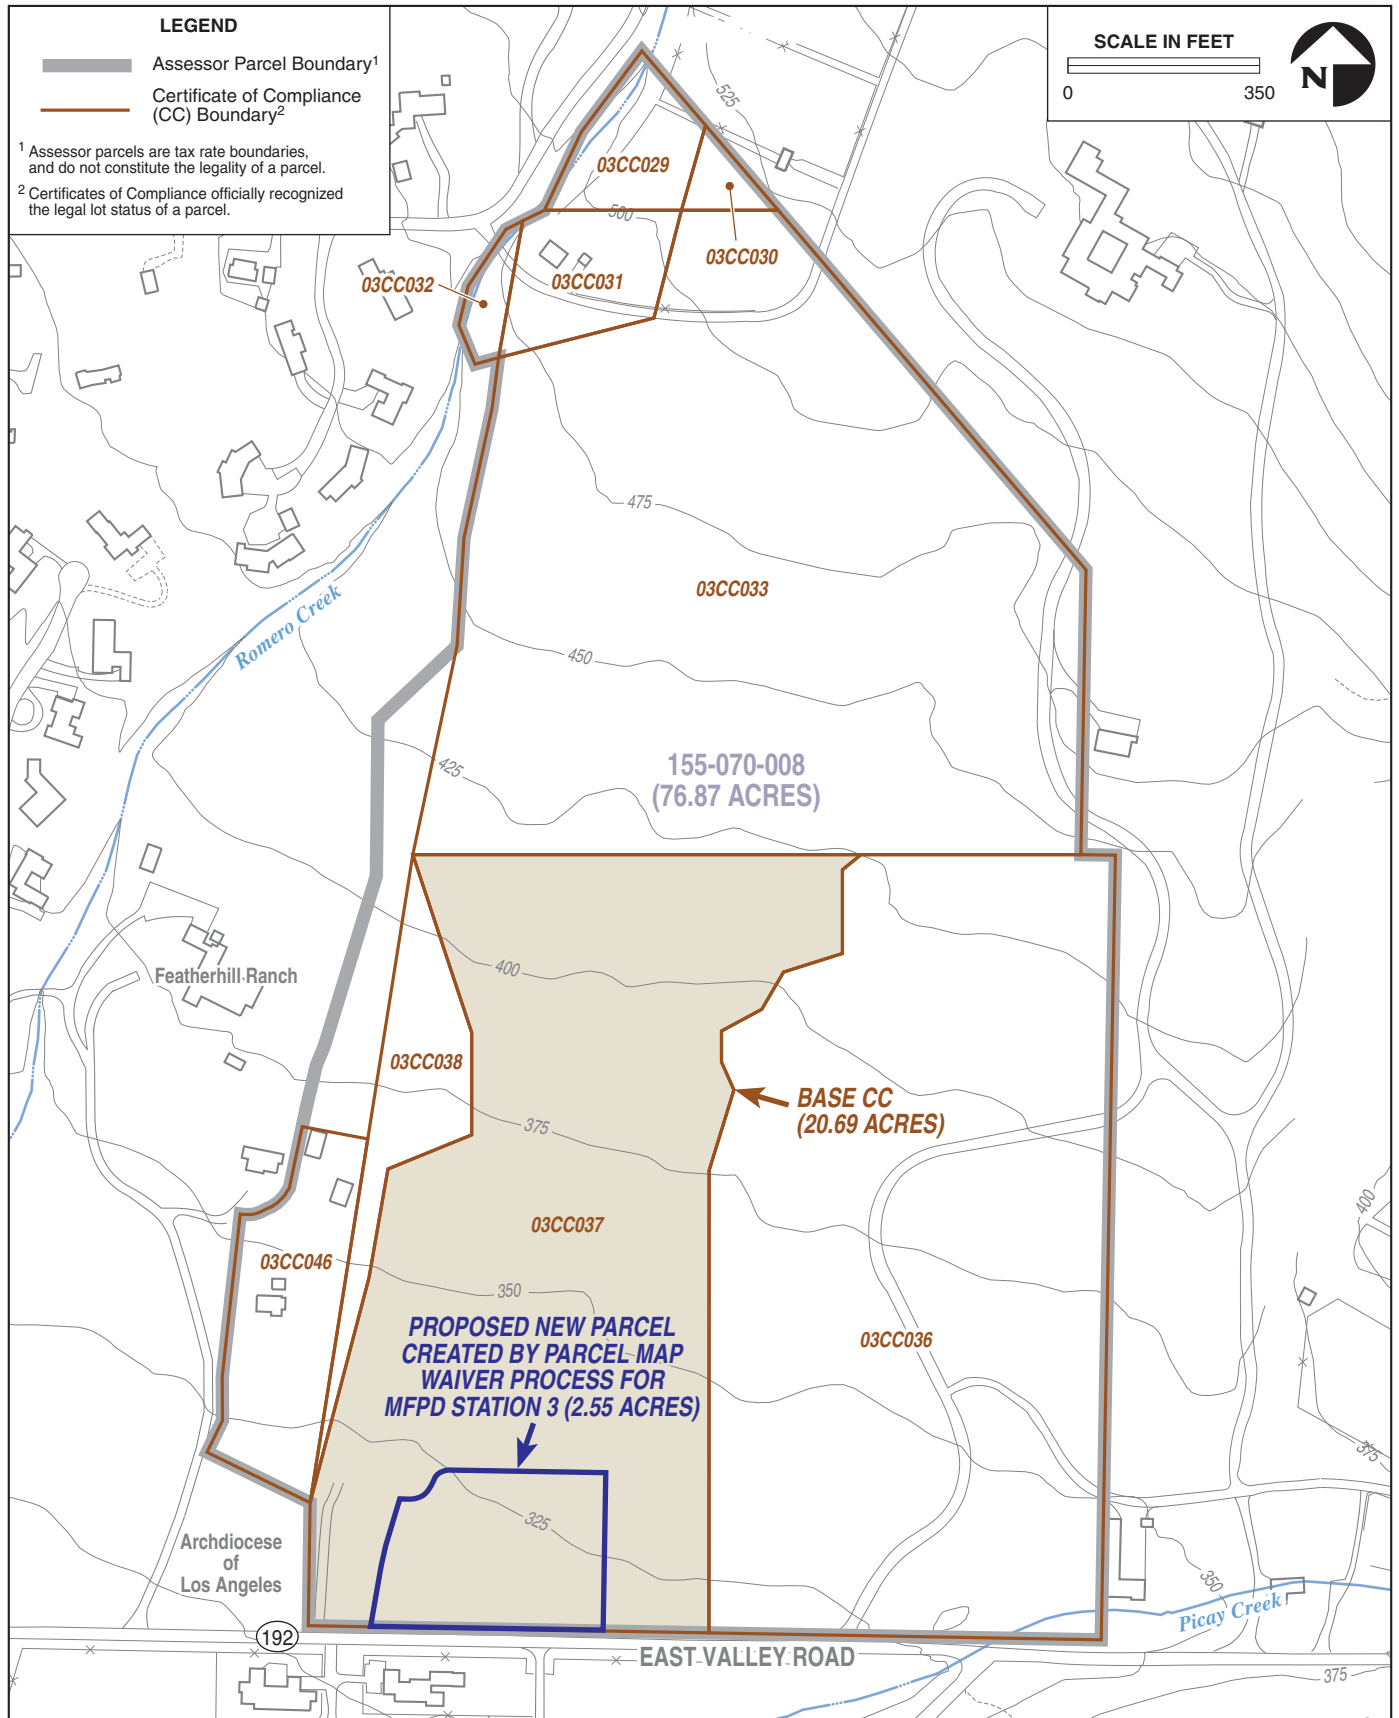 LEGEND
Assessor Parcel Boundary1
Certificate of Compliance
(CC) Boundary2
1 Assessor parcels are tax rate boundaries,
and do not constitute the legality of a parcel.
2 Certificates of Compliance officially recognized
the legal lot status of a parcel.
SCALE IN FEET
0 350
N
525
03CC029
500
03CC030
03CC031
03CC032
475
03CC033
Romero Creek
450
425
155-070-008
(76.87 ACRES)
400
Featherhill Ranch
03CC038
BASE CC
(20.69 ACRES)
375
400
03CC037
03CC046
350
PROPOSED NEW PARCEL
CREATED BY PARCEL MAP
WAIVER PROCESS FOR
MFPD STATION 3 (2.55 ACRES)
03CC036
375
325
Archdiocese
of
Los Angeles
350
Picay Creek
192
EAST VALLEY ROAD
375